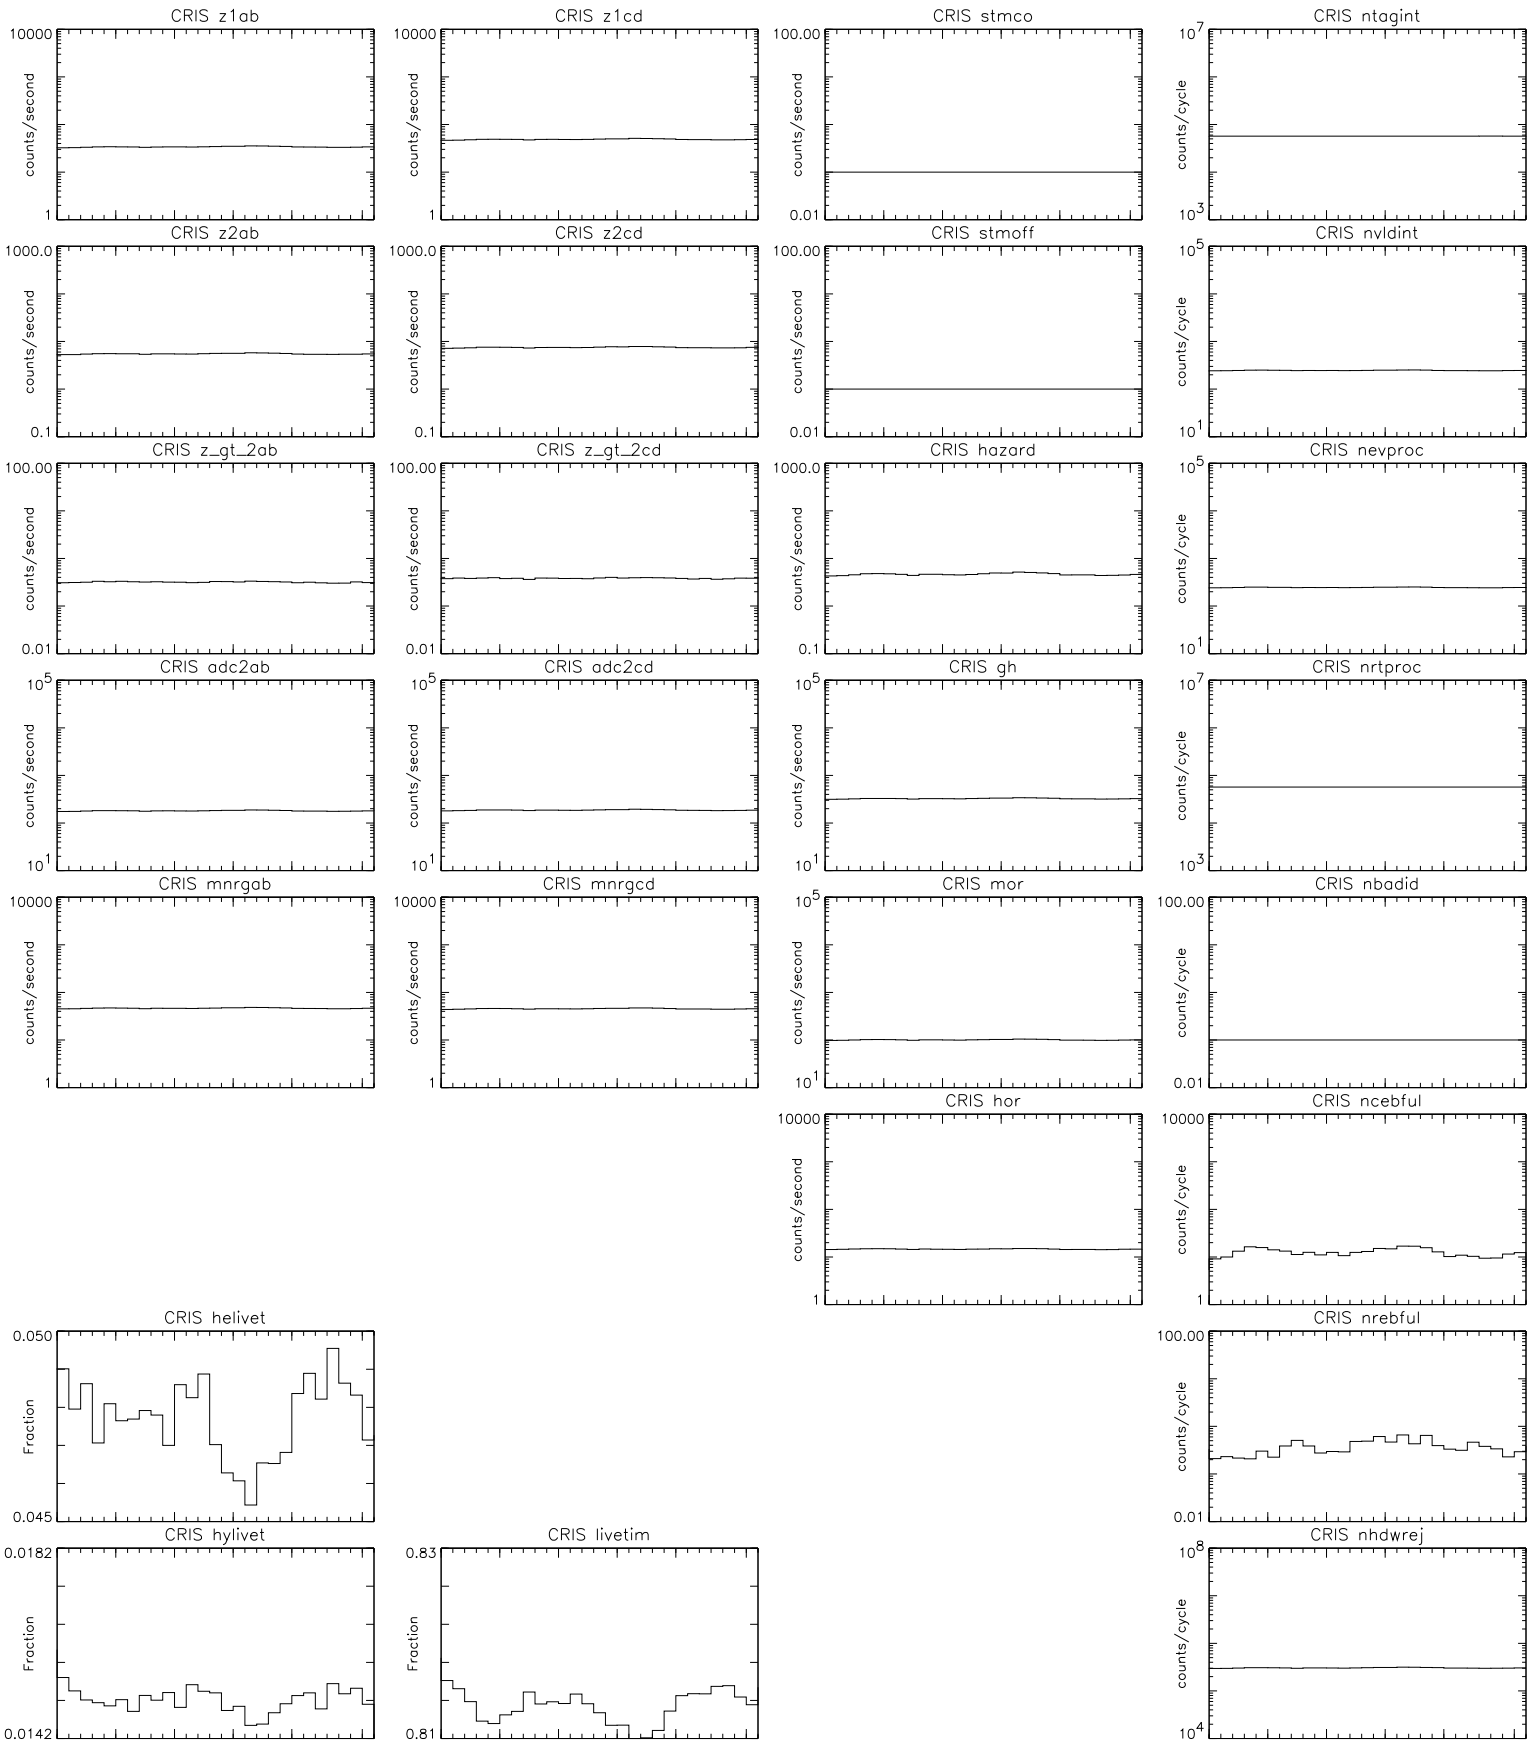 CRIS z1ab
10000
counts/second
1
CRIS z1cd
10000
counts/second
1
CRIS stmco
100.00
counts/second
0.01
CRIS ntagint
10^7
counts/cycle
10^3
CRIS z2ab
1000.0
counts/second
0.1
CRIS z2cd
1000.0
counts/second
0.1
CRIS stmoff
100.00
counts/second
0.01
CRIS nvldint
10^5
counts/cycle
10^1
CRIS z_gt_2ab
100.00
counts/second
0.01
CRIS z_gt_2cd
100.00
counts/second
0.01
CRIS hazard
1000.0
counts/second
0.1
CRIS nevproc
10^5
counts/cycle
10^1
CRIS adc2ab
10^5
counts/second
10^1
CRIS adc2cd
10^5
counts/second
10^1
CRIS gh
10^5
counts/second
10^1
CRIS nrtproc
10^7
counts/cycle
10^3
CRIS mnrgab
10000
counts/second
1
CRIS mnrgcd
10000
counts/second
1
CRIS mor
10^5
counts/second
10^1
CRIS nbadid
100.00
counts/cycle
0.01
CRIS hor
10000
counts/second
1
CRIS ncebful
10000
counts/cycle
1
CRIS helivet
0.050
Fraction
0.045
CRIS nrebful
100.00
counts/cycle
0.01
CRIS hylivet
0.0182
Fraction
0.0142
CRIS livetim
0.83
Fraction
0.81
CRIS nhdwrej
10^8
counts/cycle
10^4